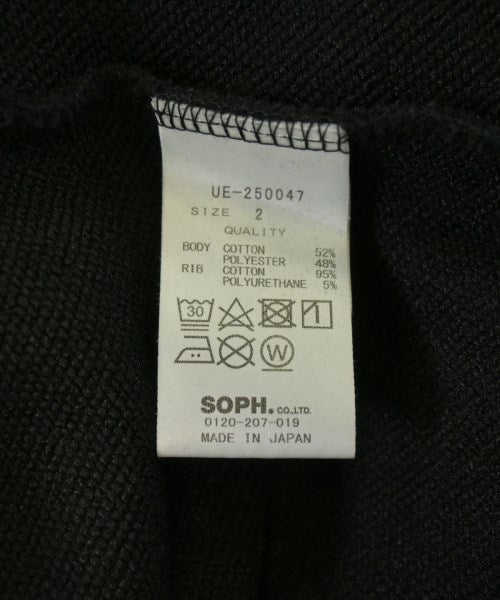 UE-250047
SIZE 2
QUALITY
BODY COTTON 52%
POLYESTER 48%
RIB COTTON 95%
POLYURETHANE 5%
30
W
SOPH. CO.,LTD.
0120-207-019
MADE IN JAPAN